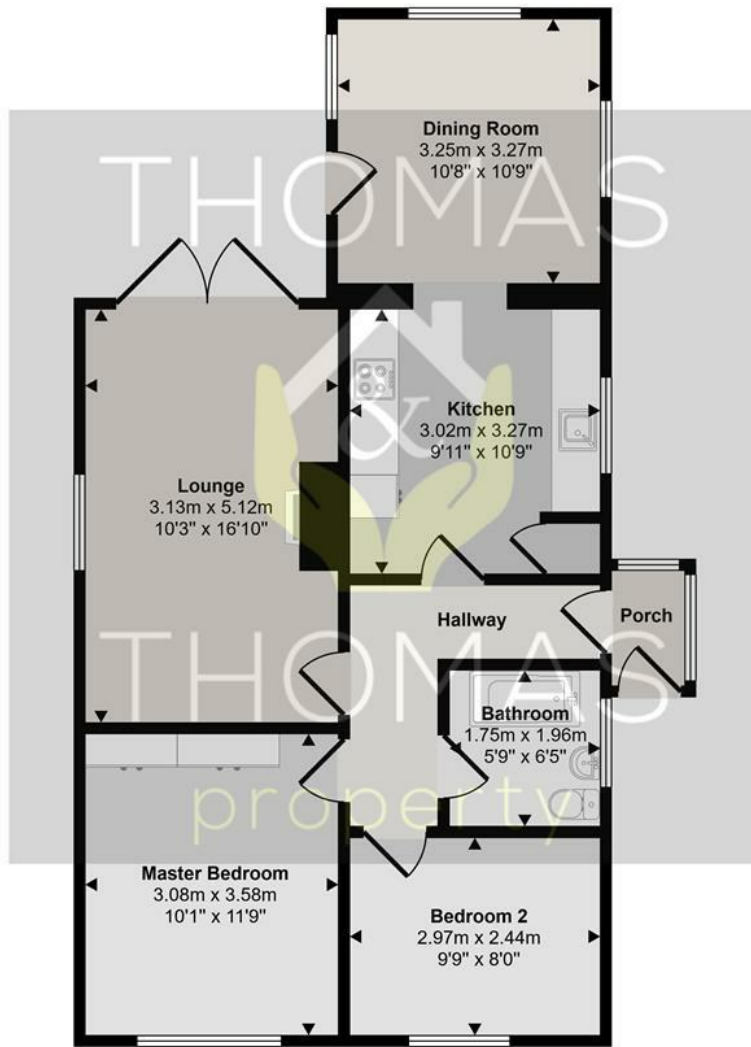 Dining Room
3.25m x 3.27m
10'8" x 10'9"
THOMAS
&
Kitchen
3.02m x 3.27m
9'11" x 10'9"
Lounge
3.13m x 5.12m
10'3" x 16'10"
Hallway
Porch
THOMAS
Bathroom
1.75m x 1.96m
5'9" x 6'5"
property
Master Bedroom
3.08m x 3.58m
10'1" x 11'9"
Bedroom 2
2.97m x 2.44m
9'9" x 8'0"